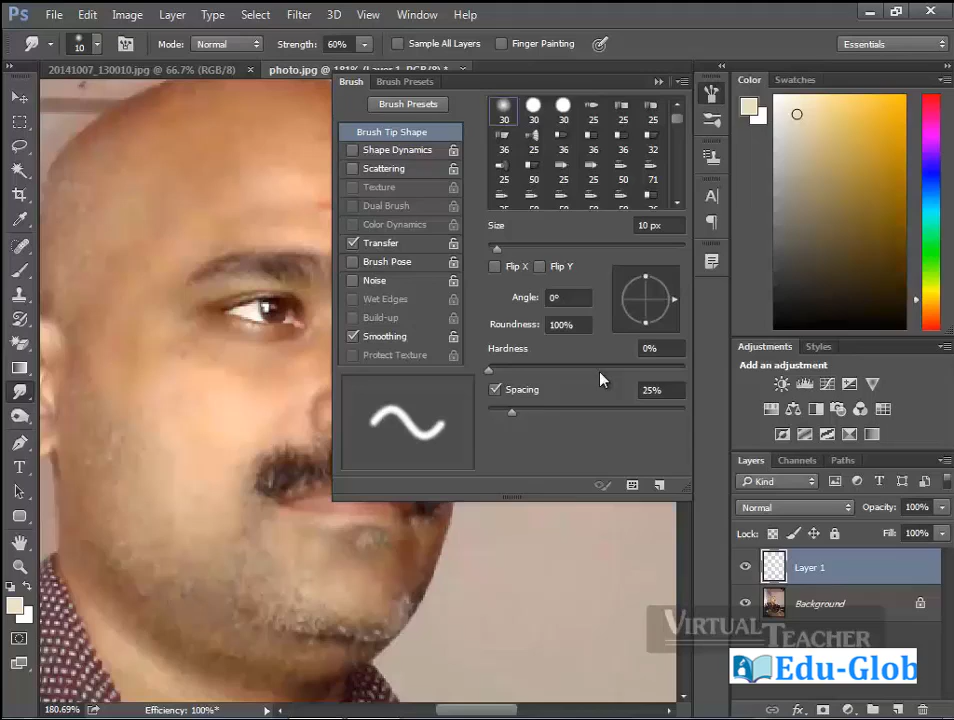 Ps File Edit Image Layer Type Select Filter 3D View Window Help
10 Mode: Normal Strength: 60% Sample All Layers Finger Painting Essentials
20141007_130010.jpg @ 66.7% (RGB/8) × photo.jpg @ 181% (Layer 1, RGB/8) *
Brush Brush Presets
Brush Presets
Brush Tip Shape
Shape Dynamics
Scattering
Texture
Dual Brush
Color Dynamics
Transfer
Brush Pose
Noise
Wet Edges
Build-up
Smoothing
Protect Texture
30 30 30 25 25 25
36 25 36 36 36 32
25 50 25 25 50 71
Size 10 px
Flip X Flip Y
Angle: 0°
Roundness: 100%
Hardness 0%
Spacing 25%
Color Swatches
Adjustments Styles
Add an adjustment
Layers Channels Paths
Kind
Normal Opacity: 100%
Lock: Fill: 100%
Layer 1
Background
VIRTUALTEACHER
Edu-Glob
180.69% Efficiency: 100%*